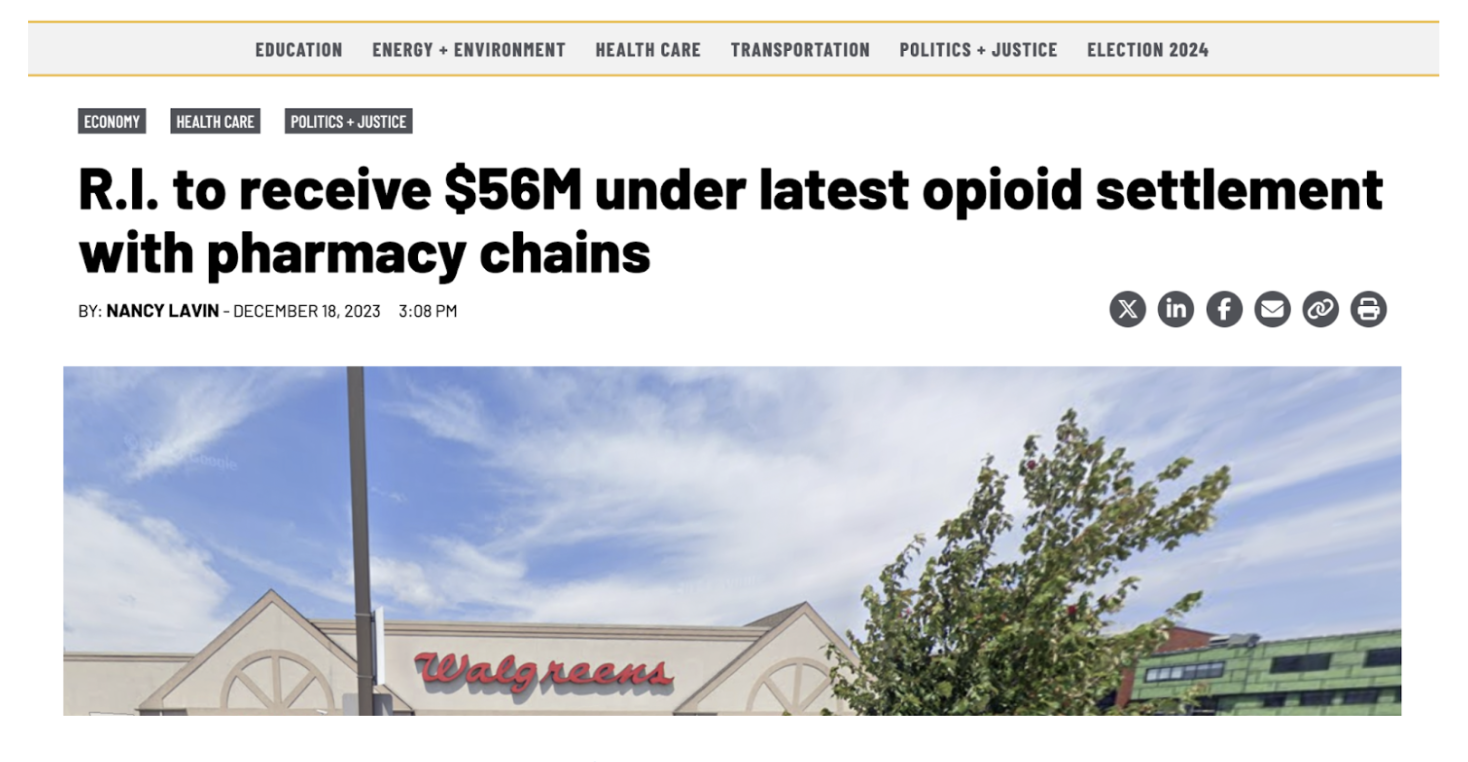 EDUCATION ENERGY + ENVIRONMENT HEALTH CARE TRANSPORTATION POLITICS + JUSTICE ELECTION 2024
ECONOMY HEALTH CARE POLITICS + JUSTICE
R.I. to receive $56M under latest opioid settlement
with pharmacy chains
BY: NANCY LAVIN - DECEMBER 18, 2023 3:08 PM
Google
Walgreens